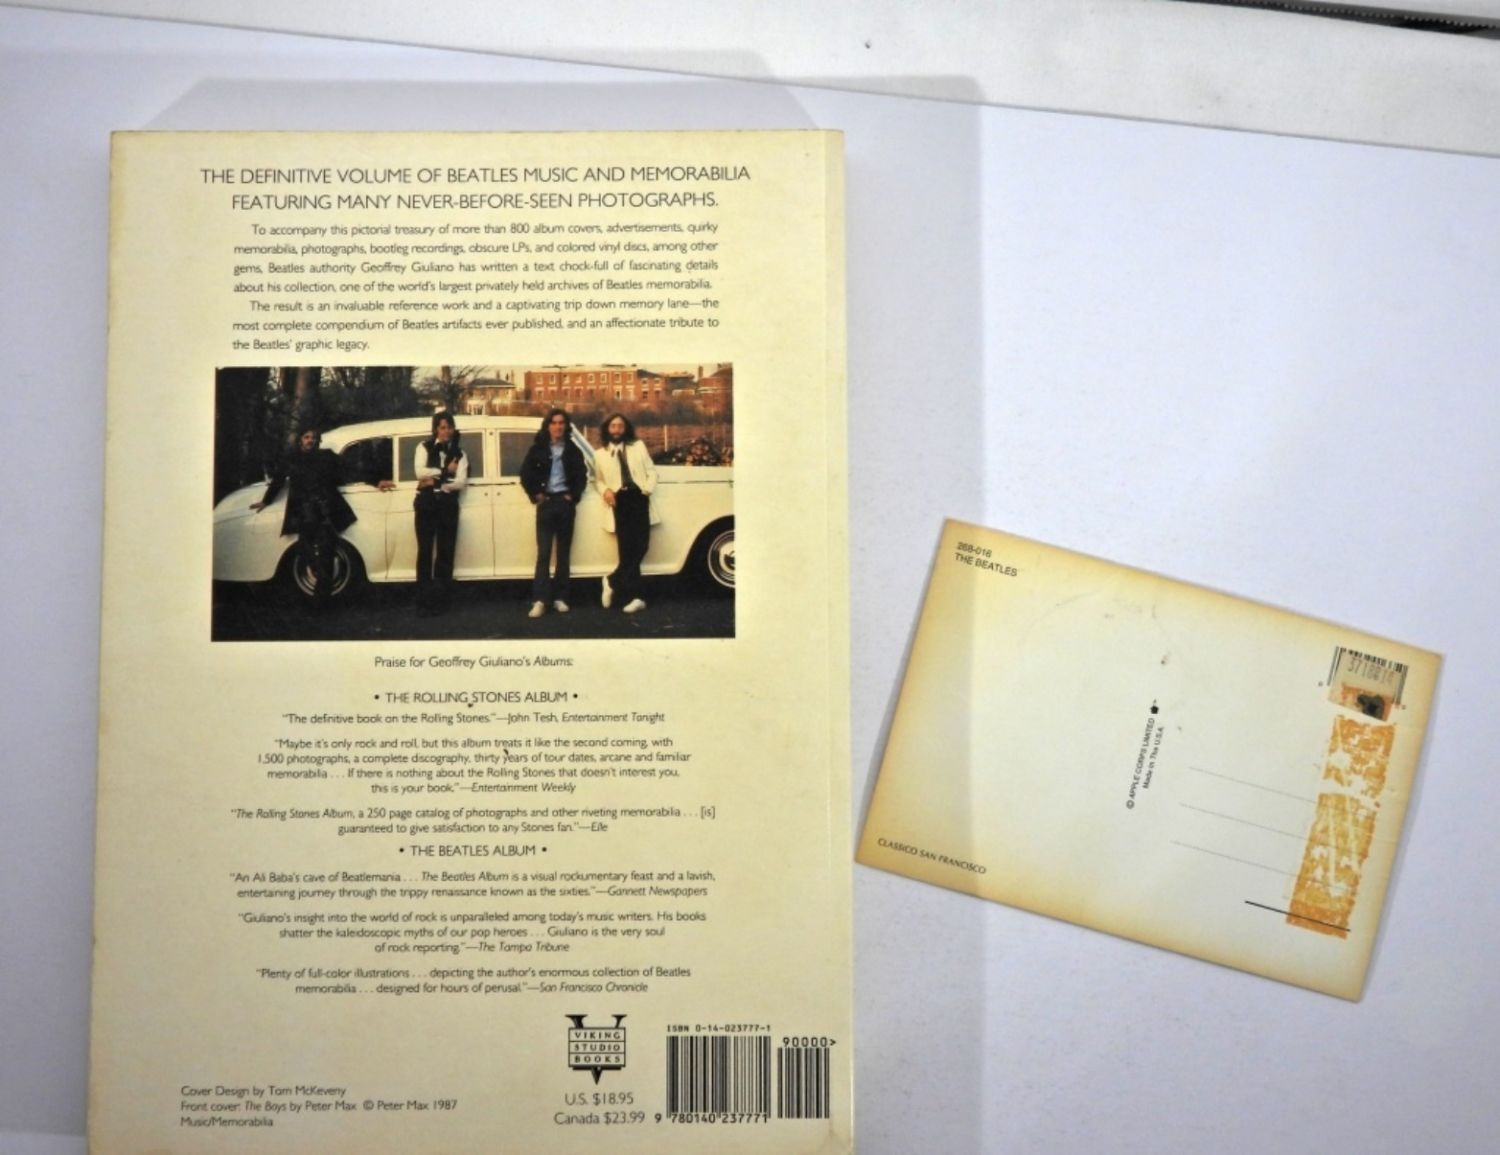 THE DEFINITIVE VOLUME OF BEATLES MUSIC AND MEMORABILIA
FEATURING MANY NEVER-BEFORE-SEEN PHOTOGRAPHS.
To accompany this pictorial treasury of more than 800 album covers, advertisements, quirky
memorabilia, photographs, bootleg recordings, obscure LPs, and colored vinyl discs, among other
gems, Beatles authority Geoffrey Giuliano has written a text chock-full of fascinating details
about his collection, one of the world's largest privately held archives of Beatles memorabilia.
The result is an invaluable reference work and a captivating trip down memory lane—the
most complete compendium of Beatles artifacts ever published, and an affectionate tribute to
the Beatles' graphic legacy.
Praise for Geoffrey Giuliano's Albums:
• THE ROLLING STONES ALBUM •
"The definitive book on the Rolling Stones."—John Tesh, Entertainment Tonight
"Maybe it's only rock and roll, but this album treats it like the second coming, with
1,500 photographs, a complete discography, thirty years of tour dates, arcane and familiar
memorabilia . . . If there is nothing about the Rolling Stones that doesn't interest you,
this is your book."—Entertainment Weekly
"The Rolling Stones Album, a 250 page catalog of photographs and other riveting memorabilia . . . [is]
guaranteed to give satisfaction to any Stones fan."—Elle
• THE BEATLES ALBUM •
"An Ali Baba's cave of Beatlemania . . . The Beatles Album is a visual rockumentary feast and a lavish,
entertaining journey through the trippy renaissance known as the sixties."—Gannett Newspapers
"Giuliano's insight into the world of rock is unparalleled among today's music writers. His books
shatter the kaleidoscopic myths of our pop heroes . . . Giuliano is the very soul
of rock reporting."—The Tampa Tribune
"Plenty of full-color illustrations . . . depicting the author's enormous collection of Beatles
memorabilia . . . designed for hours of perusal."—San Francisco Chronicle
VIKING
STUDIO
BOOKS
U.S. $18.95
Canada $23.99
ISBN 0-14-023777-1
90000>
9 780140 237771
Cover Design by Tom McKeveny
Front cover: The Boys by Peter Max © Peter Max 1987
Music/Memorabilia
268-016
THE BEATLES
© APPLE CORPS LIMITED
Made In The U.S.A.
CLASSICO SAN FRANCISCO